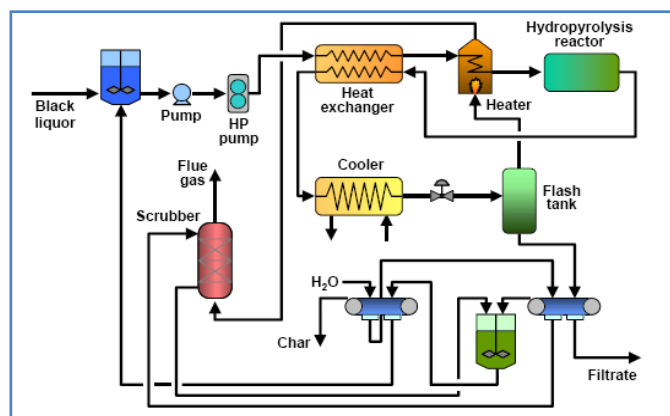 Hydropyrolysis
reactor
Black
liquor
Pump
HP
pump
Heat
exchanger
Heater
Flue
gas
Cooler
Scrubber
Flash
tank
H₂O
Char
Filtrate